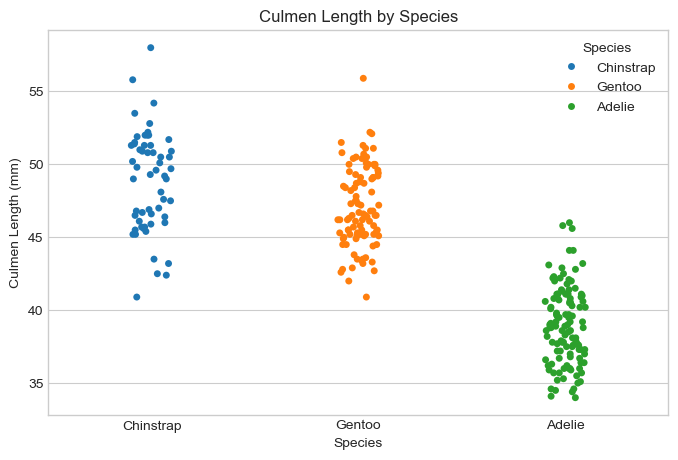 Culmen Length by Species
Species
Chinstrap
Gentoo
Adelie
Culmen Length (mm)
55
50
45
40
35
Chinstrap Gentoo Adelie
Species